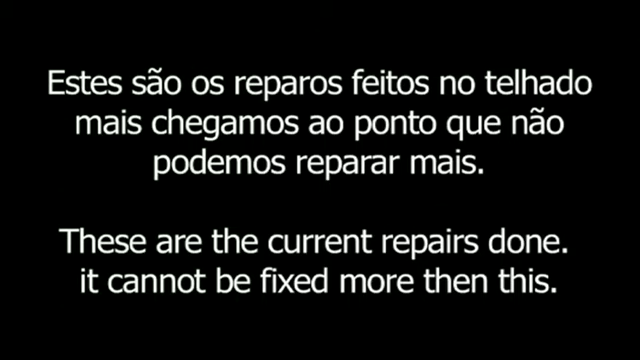 Estes são os reparos feitos no telhado
mais chegamos ao ponto que não
podemos reparar mais.
These are the current repairs done.
it cannot be fixed more then this.